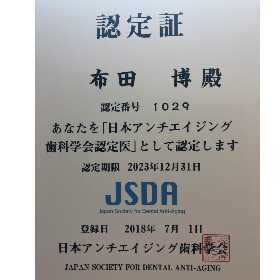 認定証
布田 博殿
認定番号 1029
あなたを「日本アンチエイジング
歯科学会認定医」として認定します
認定期限 2023年12月31日
JSDA
Japan Society for Dental Anti-Aging
登録日 2018年 7月 1日
日本アンチエイジング歯科学会
JAPAN SOCIETY FOR DENTAL ANTI-AGING